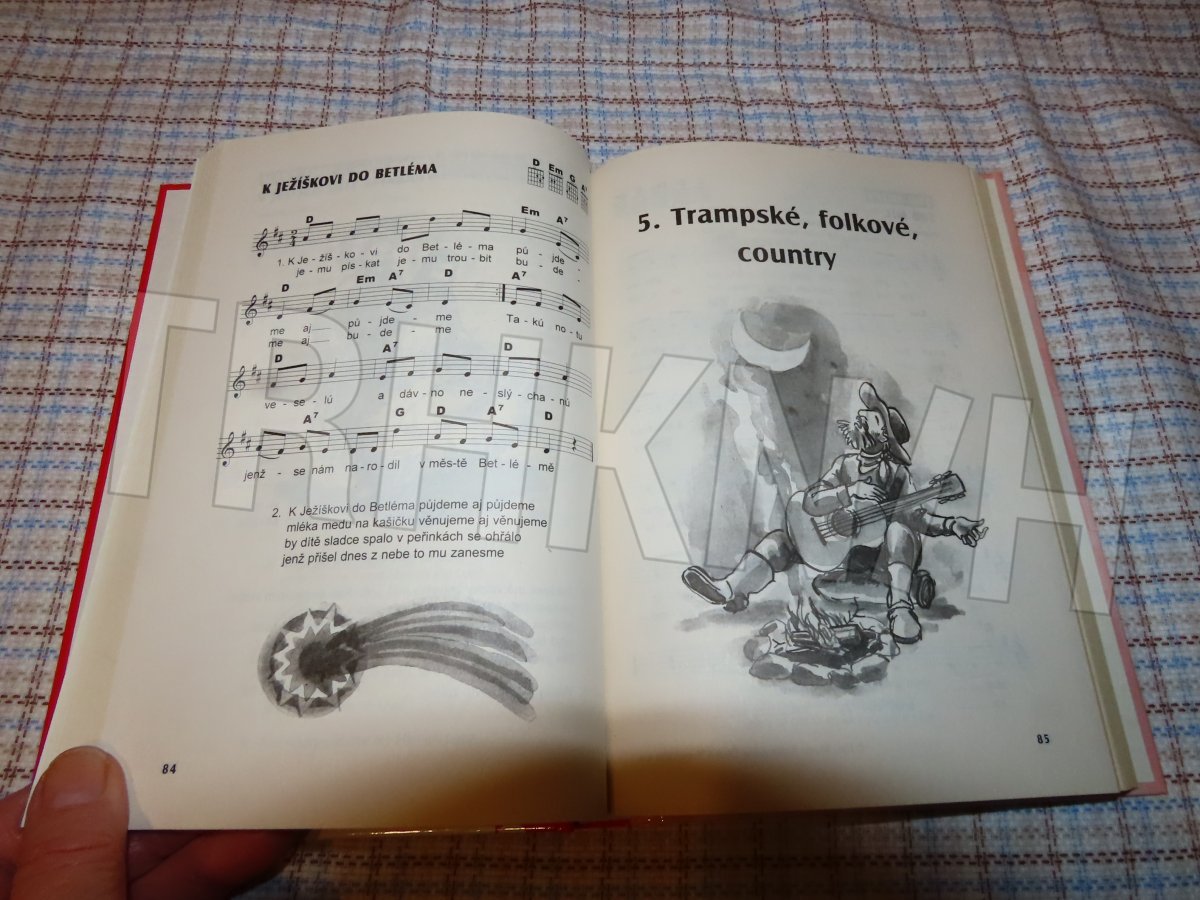 K JEŽÍŠKOVI DO BETLÉMA
D Em G
D Em A7
1. K Je - žíš - ko - vi do Bet - lé - ma pů - jde -
je - mu pís - kat je - mu trou - bit bu - de -
D Em A7 D A7
me aj pů - jde - me Ta - kú no - tu
me aj bu - de - me
D A7 D
ve - se - lú a dáv - no ne - slý - cha - nú
A7 G D A7 D
jenž - se nám na - ro - dil v měs - tě Bet - lé - mě
2. K Ježíškovi do Betléma půjdeme aj půjdeme
mléka medu na kašičku věnujeme aj věnujeme
by dítě sladce spalo v peřinkách se ohřálo
jenž přišel dnes z nebe to mu zanesme
84
5. Trampské, folkové,
country
85